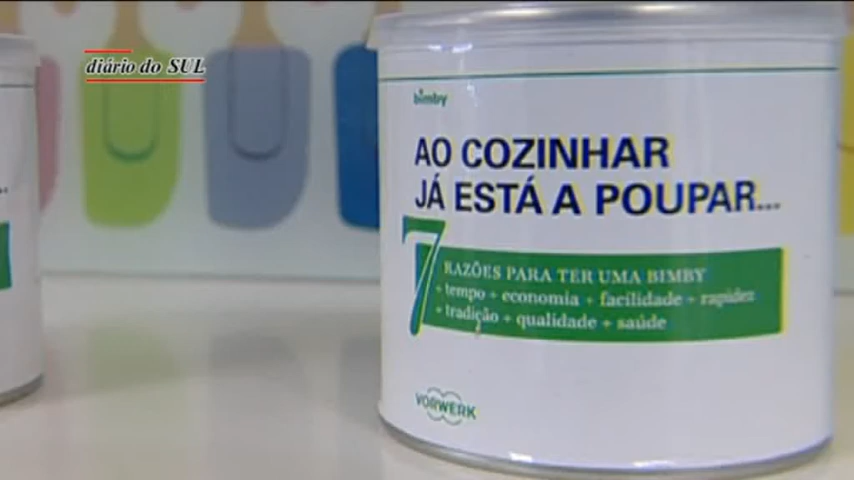 diário do SUL
bimby
AO COZINHAR
JÁ ESTÁ A POUPAR...
7
RAZÕES PARA TER UMA BIMBY
+ tempo + economia + facilidade + rapidez
+ tradição + qualidade + saúde
VORWERK